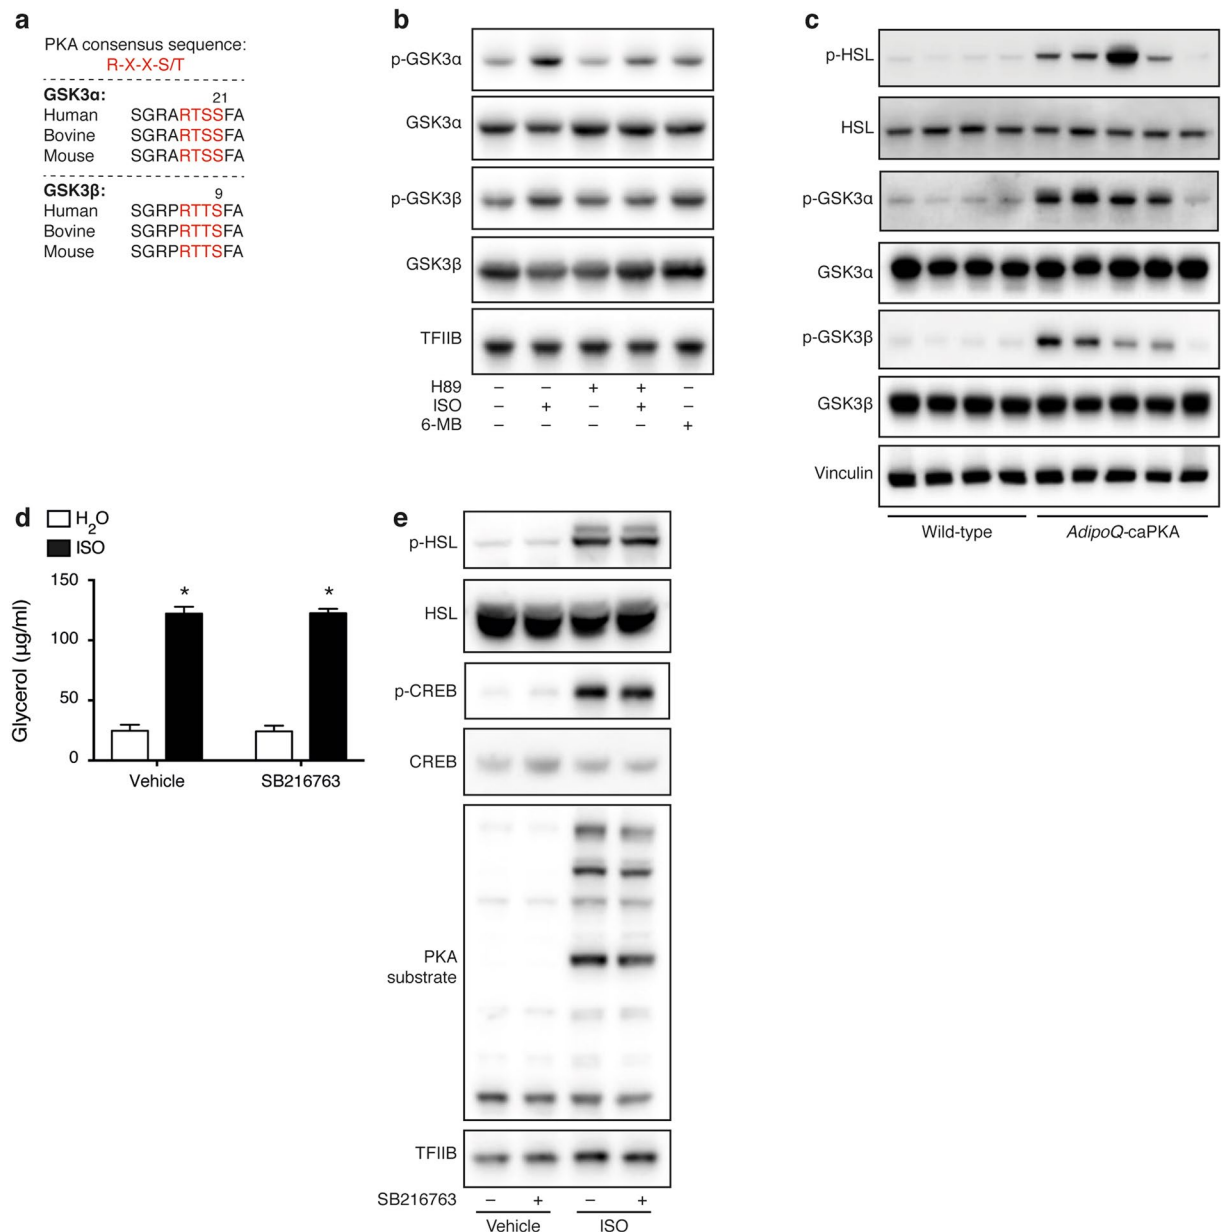 a
PKA consensus sequence:
R-X-X-S/T
GSK3α:
21
Human SGRARTSSFA
Bovine SGRARTSSFA
Mouse SGRARTSSFA
GSK3β:
9
Human SGRPRTTSFA
Bovine SGRPRTTSFA
Mouse SGRPRTTSFA
b
p-GSK3α
GSK3α
p-GSK3β
GSK3β
TFIIB
H89 – – + + –
ISO – + – + –
6-MB – – – – +
c
p-HSL
HSL
p-GSK3α
GSK3α
p-GSK3β
GSK3β
Vinculin
Wild-type AdipoQ-caPKA
d
H2O
ISO
150
100
50
0
Glycerol (µg/ml)
* *
Vehicle SB216763
e
p-HSL
HSL
p-CREB
CREB
PKA
substrate
TFIIB
SB216763 – + – +
Vehicle ISO